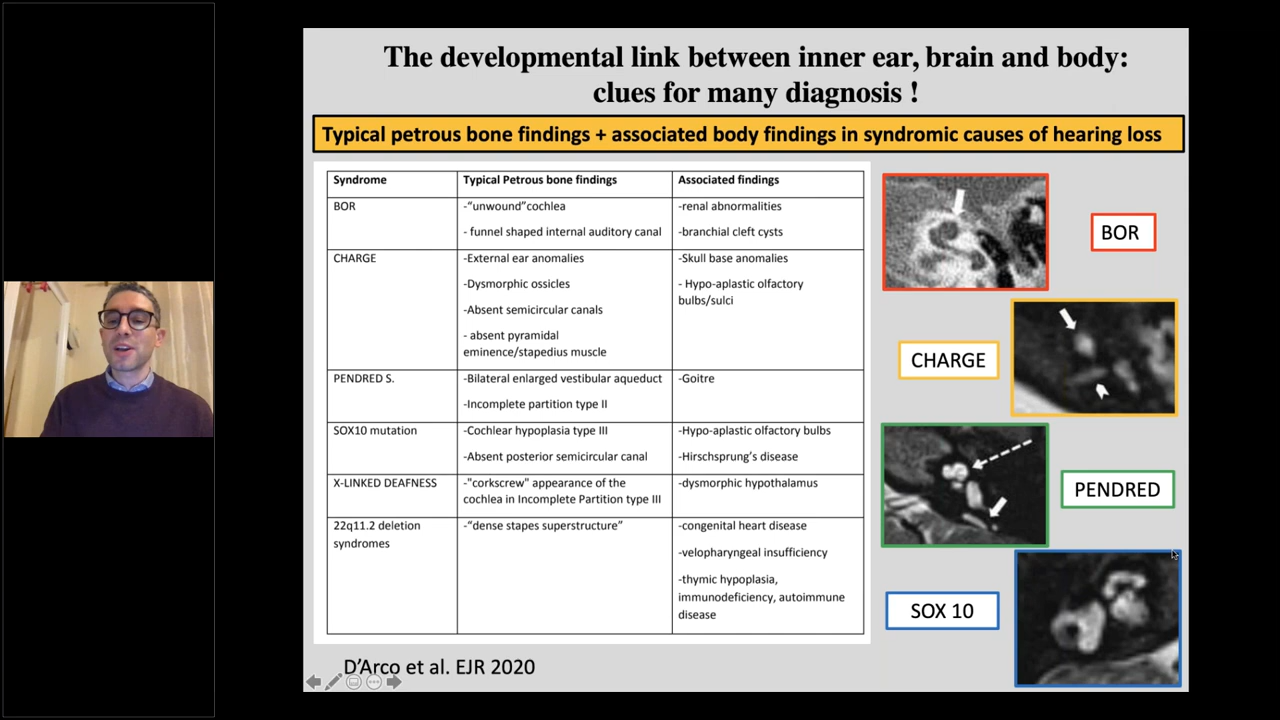 The developmental link between inner ear, brain and body:
clues for many diagnosis !
Typical petrous bone findings + associated body findings in syndromic causes of hearing loss
Syndrome
Typical Petrous bone findings
Associated findings
BOR
-“unwound”cochlea
- funnel shaped internal auditory canal
-renal abnormalities
-branchial cleft cysts
CHARGE
-External ear anomalies
-Dysmorphic ossicles
-Absent semicircular canals
- absent pyramidal
eminence/stapedius muscle
-Skull base anomalies
- Hypo-aplastic olfactory
bulbs/sulci
PENDRED S.
-Bilateral enlarged vestibular aqueduct
-Incomplete partition type II
-Goitre
SOX10 mutation
-Cochlear hypoplasia type III
-Absent posterior semicircular canal
-Hypo-aplastic olfactory bulbs
-Hirschsprung’s disease
X-LINKED DEAFNESS
-"corkscrew" appearance of the
cochlea in Incomplete Partition type III
-dysmorphic hypothalamus
22q11.2 deletion
syndromes
-“dense stapes superstructure”
-congenital heart disease
-velopharyngeal insufficiency
-thymic hypoplasia,
immunodeficiency, autoimmune
disease
BOR
CHARGE
PENDRED
SOX 10
D’Arco et al. EJR 2020